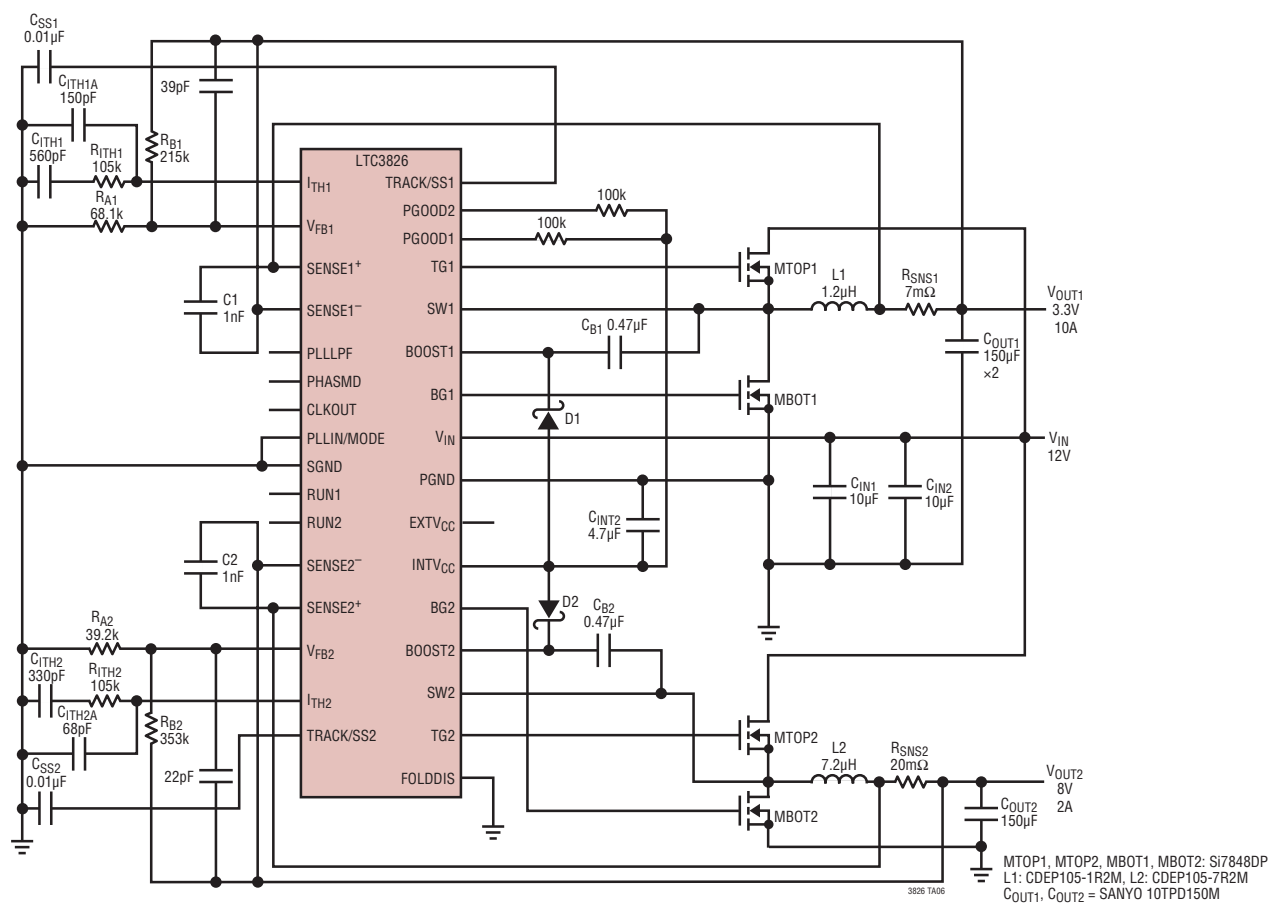 CSS1
0.01µF
CITH1A
150pF
39pF
CITH1
560pF
RITH1
105k
RB1
215k
RA1
68.1k
C1
1nF
C2
1nF
RA2
39.2k
CITH2
330pF
RITH2
105k
CITH2A
68pF
RB2
353k
CSS2
0.01µF
22pF
LTC3826
ITH1
VFB1
SENSE1+
SENSE1–
PLLLPF
PHASMD
CLKOUT
PLLIN/MODE
SGND
RUN1
RUN2
SENSE2–
SENSE2+
VFB2
ITH2
TRACK/SS2
TRACK/SS1
PGOOD2
PGOOD1
TG1
SW1
BOOST1
BG1
VIN
PGND
EXTVCC
INTVCC
BG2
BOOST2
SW2
TG2
FOLDDIS
100k
100k
MTOP1
L1
1.2µH
RSNS1
7mΩ
VOUT1
3.3V
10A
CB1 0.47µF
COUT1
150µF
×2
MBOT1
D1
VIN
12V
CIN1
10µF
CIN2
10µF
CINT2
4.7µF
D2
CB2
0.47µF
MTOP2
L2
7.2µH
RSNS2
20mΩ
VOUT2
8V
2A
COUT2
150µF
MBOT2
MTOP1, MTOP2, MBOT1, MBOT2: Si7848DP
L1: CDEP105-1R2M, L2: CDEP105-7R2M
COUT1, COUT2 = SANYO 10TPD150M
3826 TA06